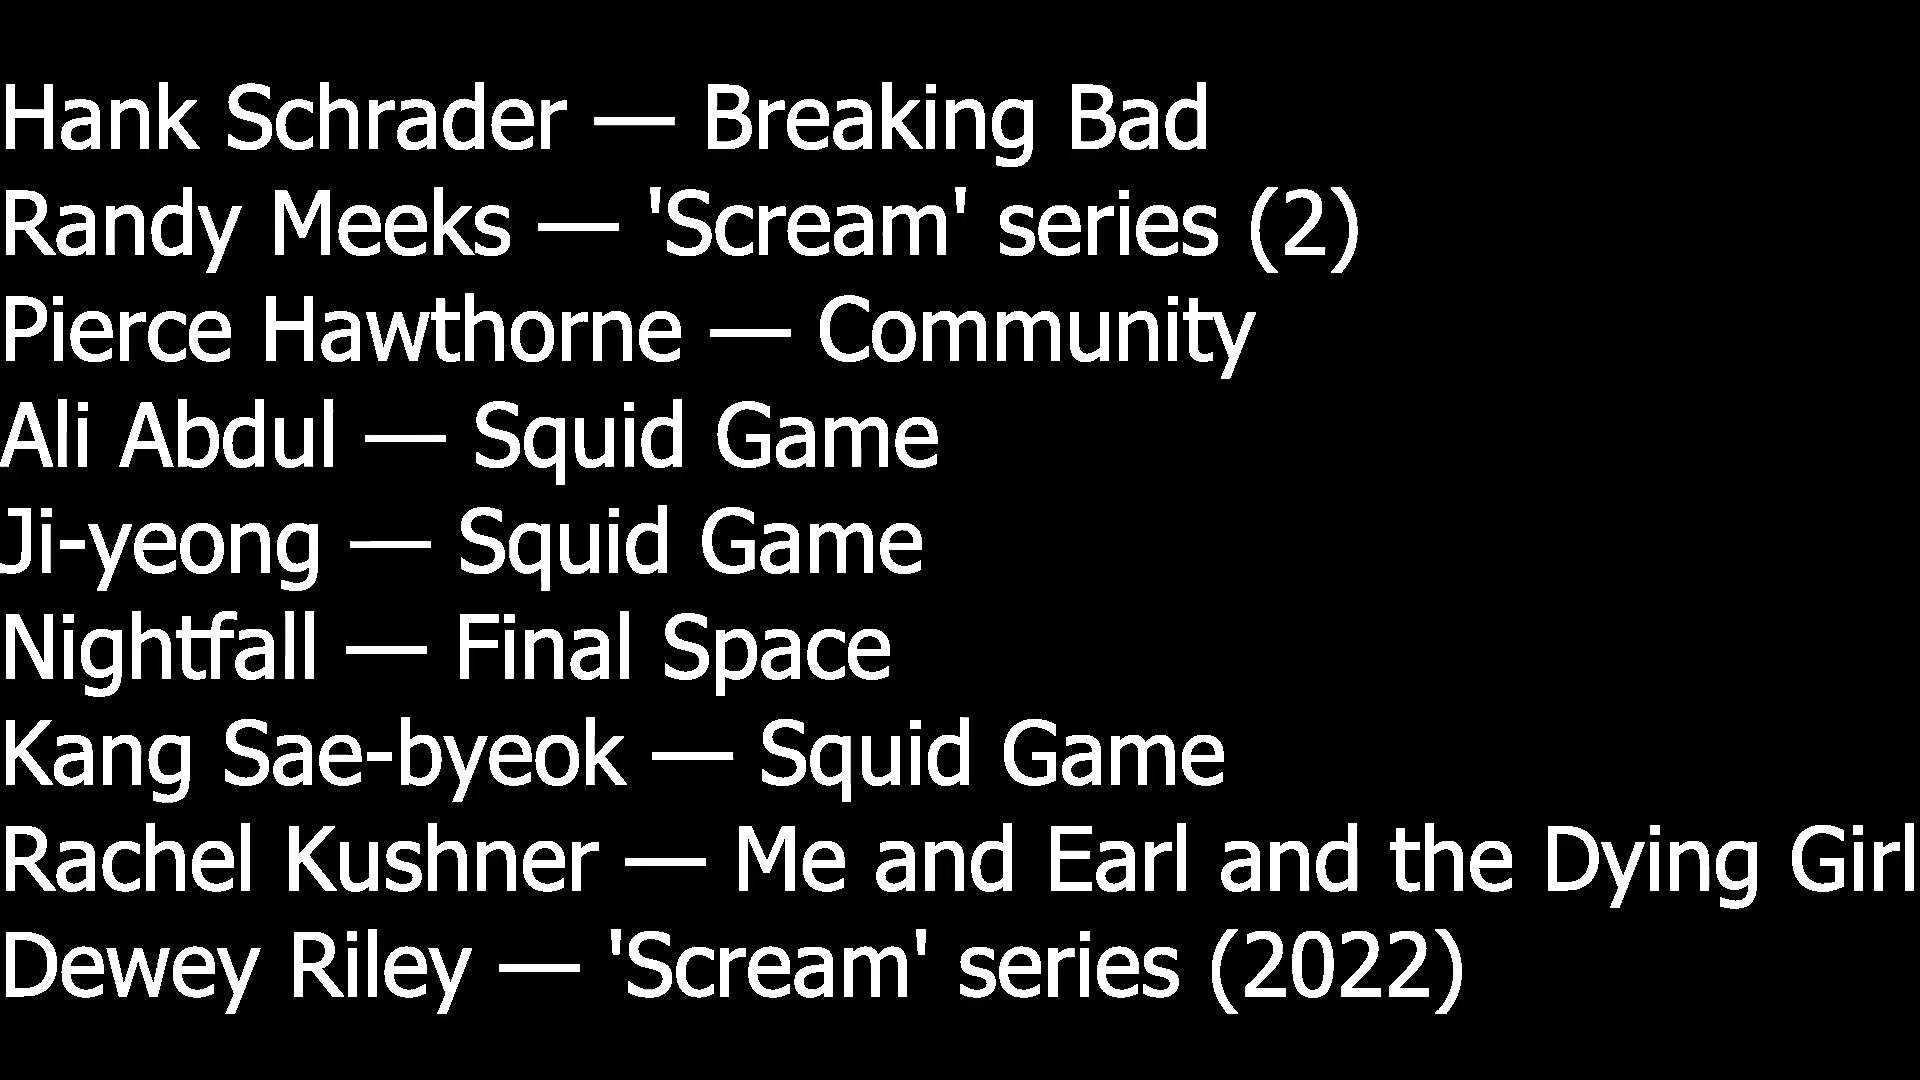 Hank Schrader — Breaking Bad
Randy Meeks — 'Scream' series (2)
Pierce Hawthorne — Community
Ali Abdul — Squid Game
Ji-yeong — Squid Game
Nightfall — Final Space
Kang Sae-byeok — Squid Game
Rachel Kushner — Me and Earl and the Dying Girl
Dewey Riley — 'Scream' series (2022)